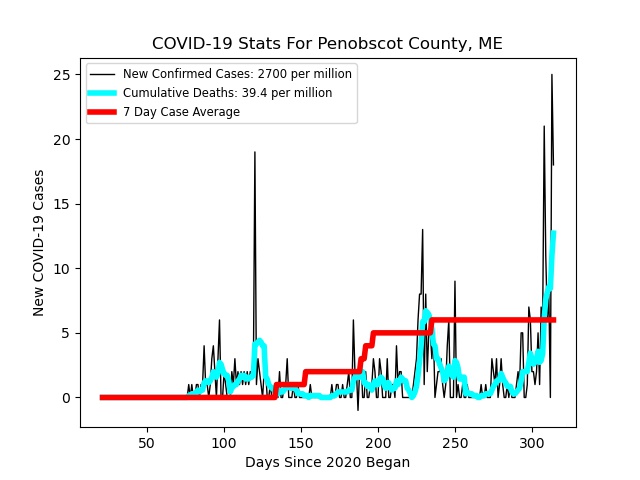 COVID-19 Stats For Penobscot County, ME
New Confirmed Cases: 2700 per million
Cumulative Deaths: 39.4 per million
7 Day Case Average
New COVID-19 Cases
25
20
15
10
5
0
50 100 150 200 250 300
Days Since 2020 Began